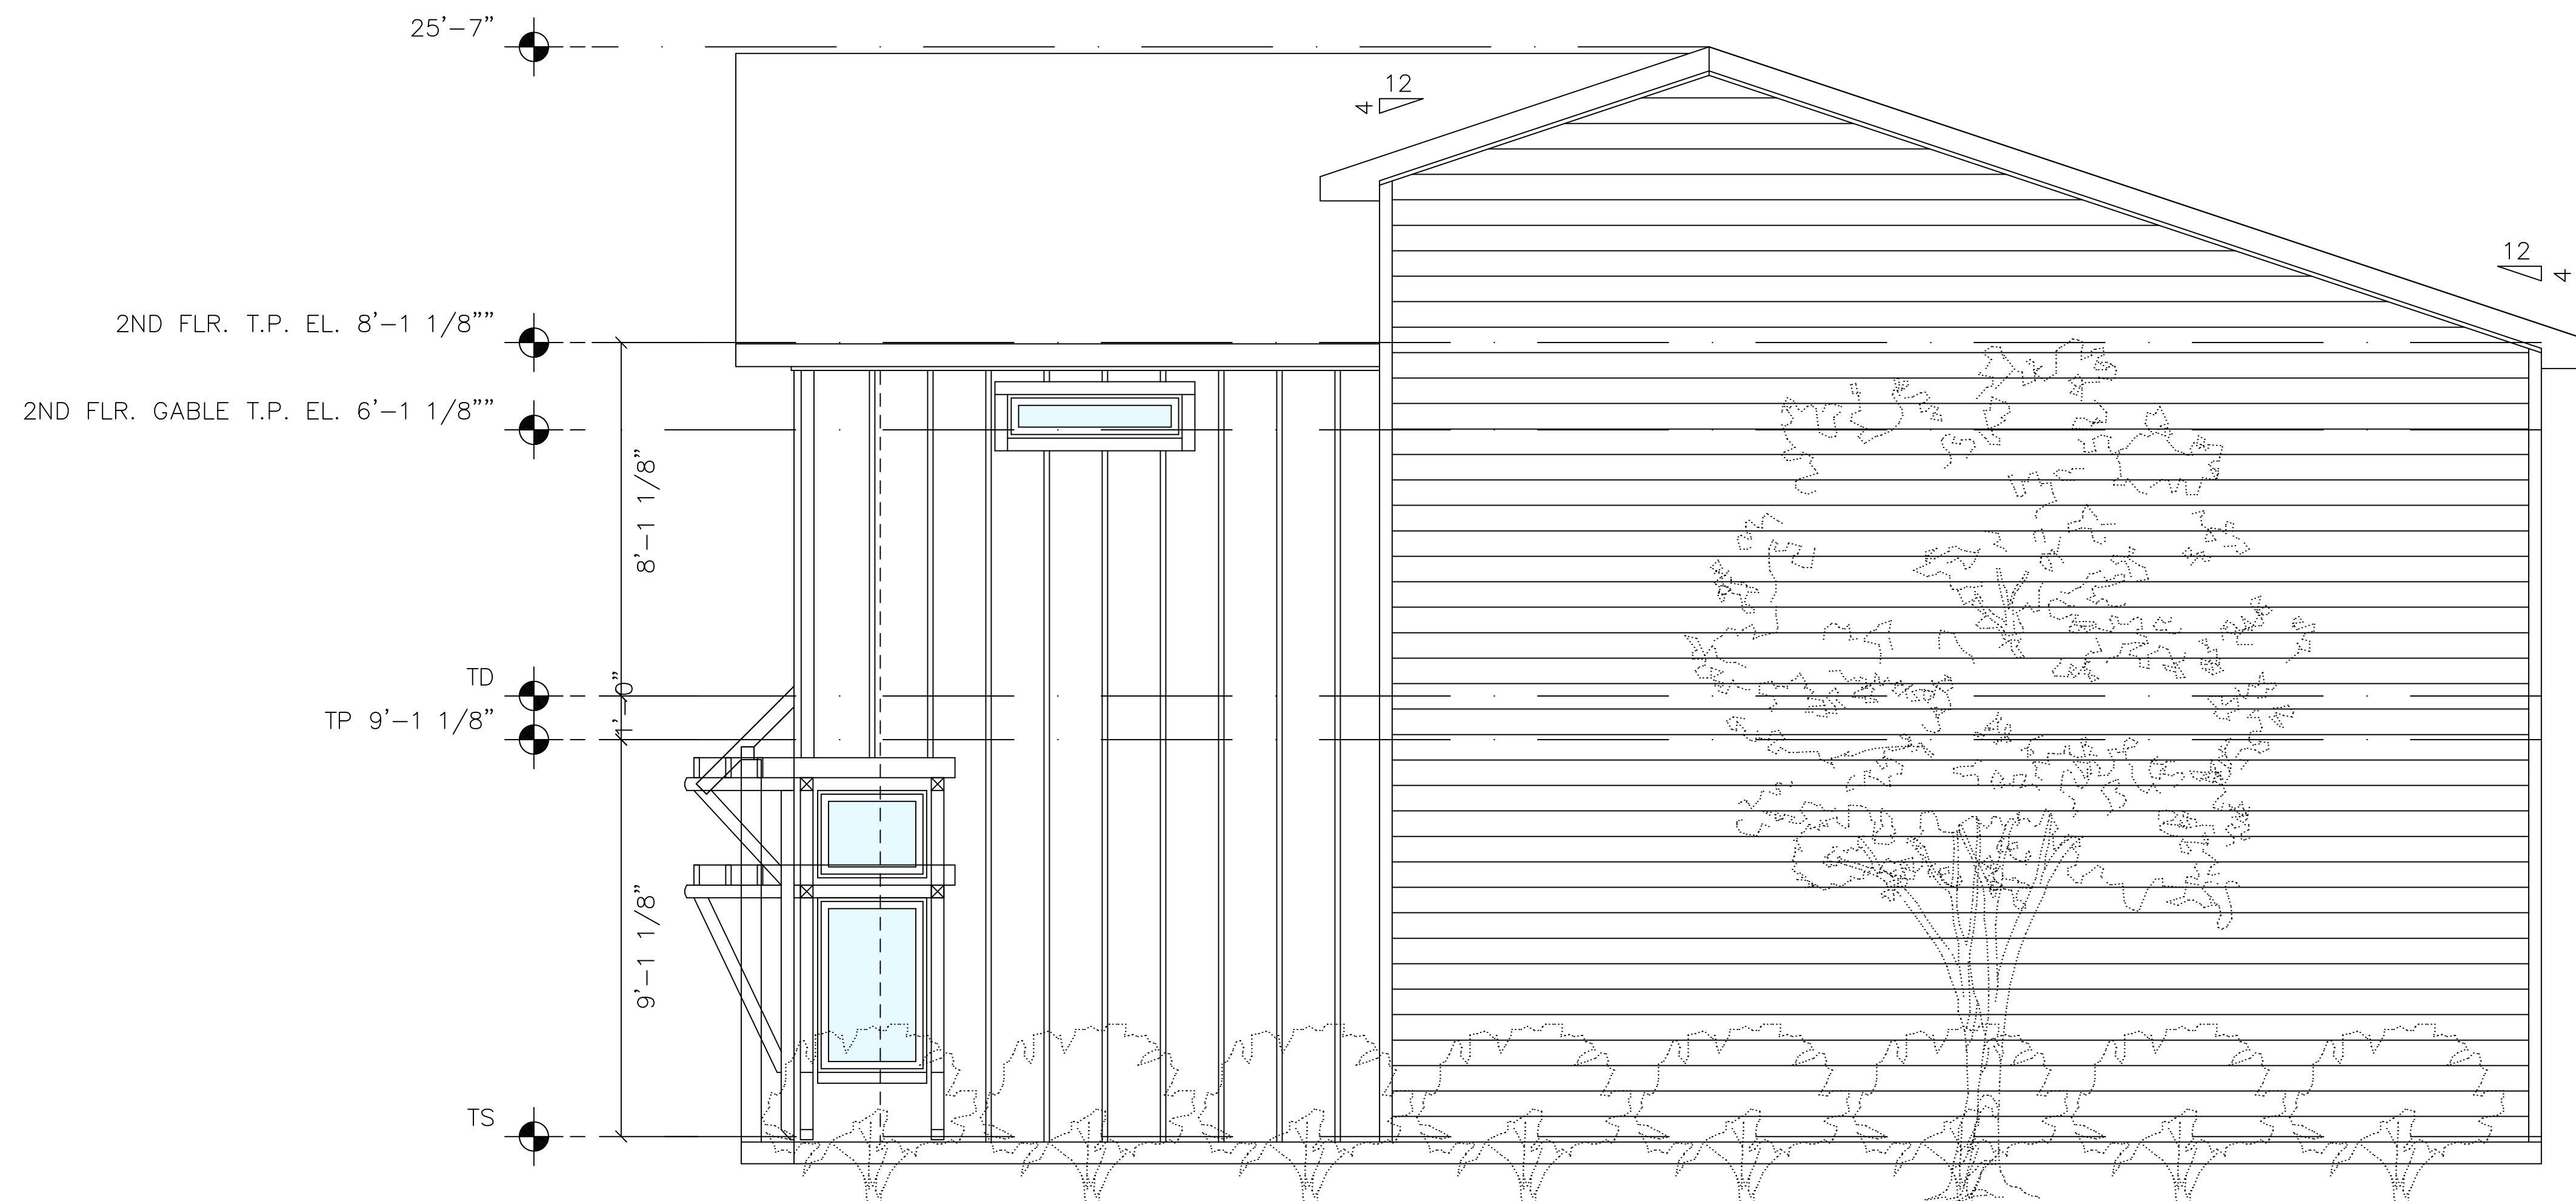 25'-7"
12
4
12
4
2ND FLR. T.P. EL. 8'-1 1/8""
2ND FLR. GABLE T.P. EL. 6'-1 1/8""
8'-1 1/8"
TD
1'-0"
TP 9'-1 1/8"
9'-1 1/8"
TS